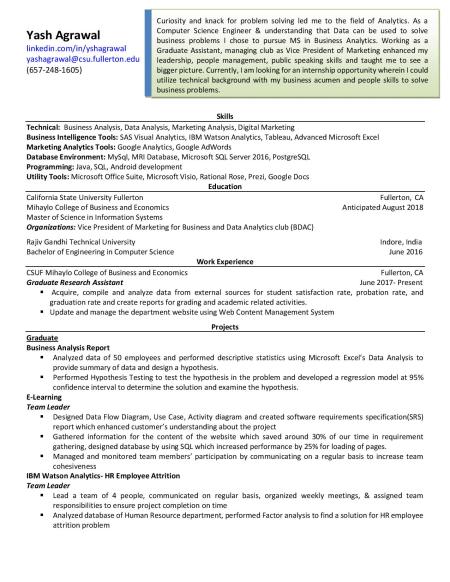 Yash Agrawal
linkedin.com/in/yshagrawal
yashagrawal@csu.fullerton.edu
(657-248-1605)
Curiosity and knack for problem solving led me to the field of Analytics. As a
Computer Science Engineer & understanding that Data can be used to solve
business problems I chose to pursue MS in Business Analytics. Working as a
Graduate Assistant, managing club as Vice President of Marketing enhanced my
leadership, people management, public speaking skills and taught me to see a
bigger picture. Currently, I am looking for an internship opportunity wherein I could
utilize technical background with my business acumen and people skills to solve
business problems.
Skills
Technical: Business Analysis, Data Analysis, Marketing Analysis, Digital Marketing
Business Intelligence Tools: SAS Visual Analytics, IBM Watson Analytics, Tableau, Advanced Microsoft Excel
Marketing Analytics Tools: Google Analytics, Google AdWords
Database Environment: MySql, MRI Database, Microsoft SQL Server 2016, PostgreSQL
Programming: Java, SQL, Android development
Utility Tools: Microsoft Office Suite, Microsoft Visio, Rational Rose, Prezi, Google Docs
Education
California State University Fullerton Fullerton, CA
Mihaylo College of Business and Economics Anticipated August 2018
Master of Science in Information Systems
Organizations: Vice President of Marketing for Business and Data Analytics club (BDAC)
Rajiv Gandhi Technical University Indore, India
Bachelor of Engineering in Computer Science June 2016
Work Experience
CSUF Mihaylo College of Business and Economics Fullerton, CA
Graduate Research Assistant June 2017- Present
▪ Acquire, compile and analyze data from external sources for student satisfaction rate, probation rate, and
graduation rate and create reports for grading and academic related activities.
▪ Update and manage the department website using Web Content Management System
Projects
Graduate
Business Analysis Report
▪ Analyzed data of 50 employees and performed descriptive statistics using Microsoft Excel's Data Analysis to
provide summary of data and design a hypothesis.
▪ Performed Hypothesis Testing to test the hypothesis in the problem and developed a regression model at 95%
confidence interval to determine the solution and examine the hypothesis.
E-Learning
Team Leader
▪ Designed Data Flow Diagram, Use Case, Activity diagram and created software requirements specification(SRS)
report which enhanced customer's understanding about the project
▪ Gathered information for the content of the website which saved around 30% of our time in requirement
gathering, designed database by using SQL which increased performance by 25% for loading of pages.
▪ Managed and monitored team members' participation by communicating on a regular basis to increase team
cohesiveness
IBM Watson Analytics- HR Employee Attrition
Team Leader
▪ Lead a team of 4 people, communicated on regular basis, organized weekly meetings, & assigned team
responsibilities to ensure project completion on time
▪ Analyzed database of Human Resource department, performed Factor analysis to find a solution for HR employee
attrition problem